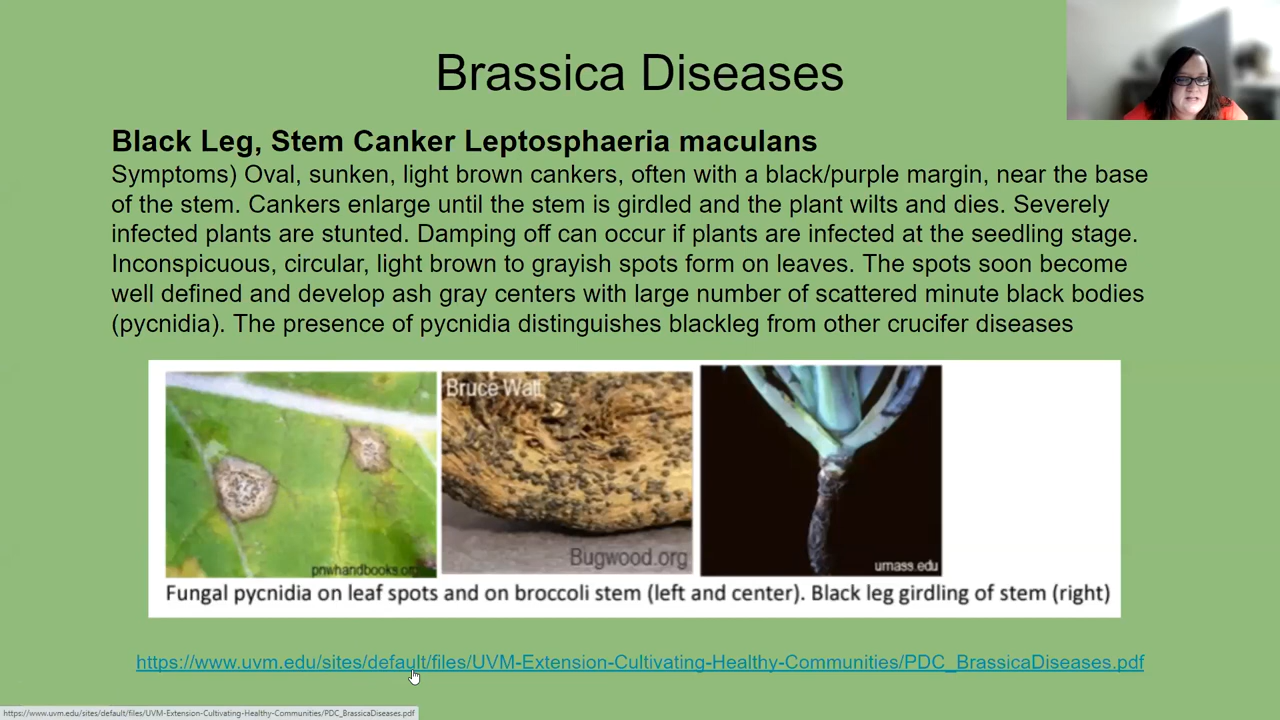 Brassica Diseases
Black Leg, Stem Canker Leptosphaeria maculans
Symptoms) Oval, sunken, light brown cankers, often with a black/purple margin, near the base
of the stem. Cankers enlarge until the stem is girdled and the plant wilts and dies. Severely
infected plants are stunted. Damping off can occur if plants are infected at the seedling stage.
Inconspicuous, circular, light brown to grayish spots form on leaves. The spots soon become
well defined and develop ash gray centers with large number of scattered minute black bodies
(pycnidia). The presence of pycnidia distinguishes blackleg from other crucifer diseases
pnwhandbooks.org
Bruce Watt
Bugwood.org
umass.edu
Fungal pycnidia on leaf spots and on broccoli stem (left and center). Black leg girdling of stem (right)
https://www.uvm.edu/sites/default/files/UVM-Extension-Cultivating-Healthy-Communities/PDC_BrassicaDiseases.pdf
https://www.uvm.edu/sites/default/files/UVM-Extension-Cultivating-Healthy-Communities/PDC_BrassicaDiseases.pdf